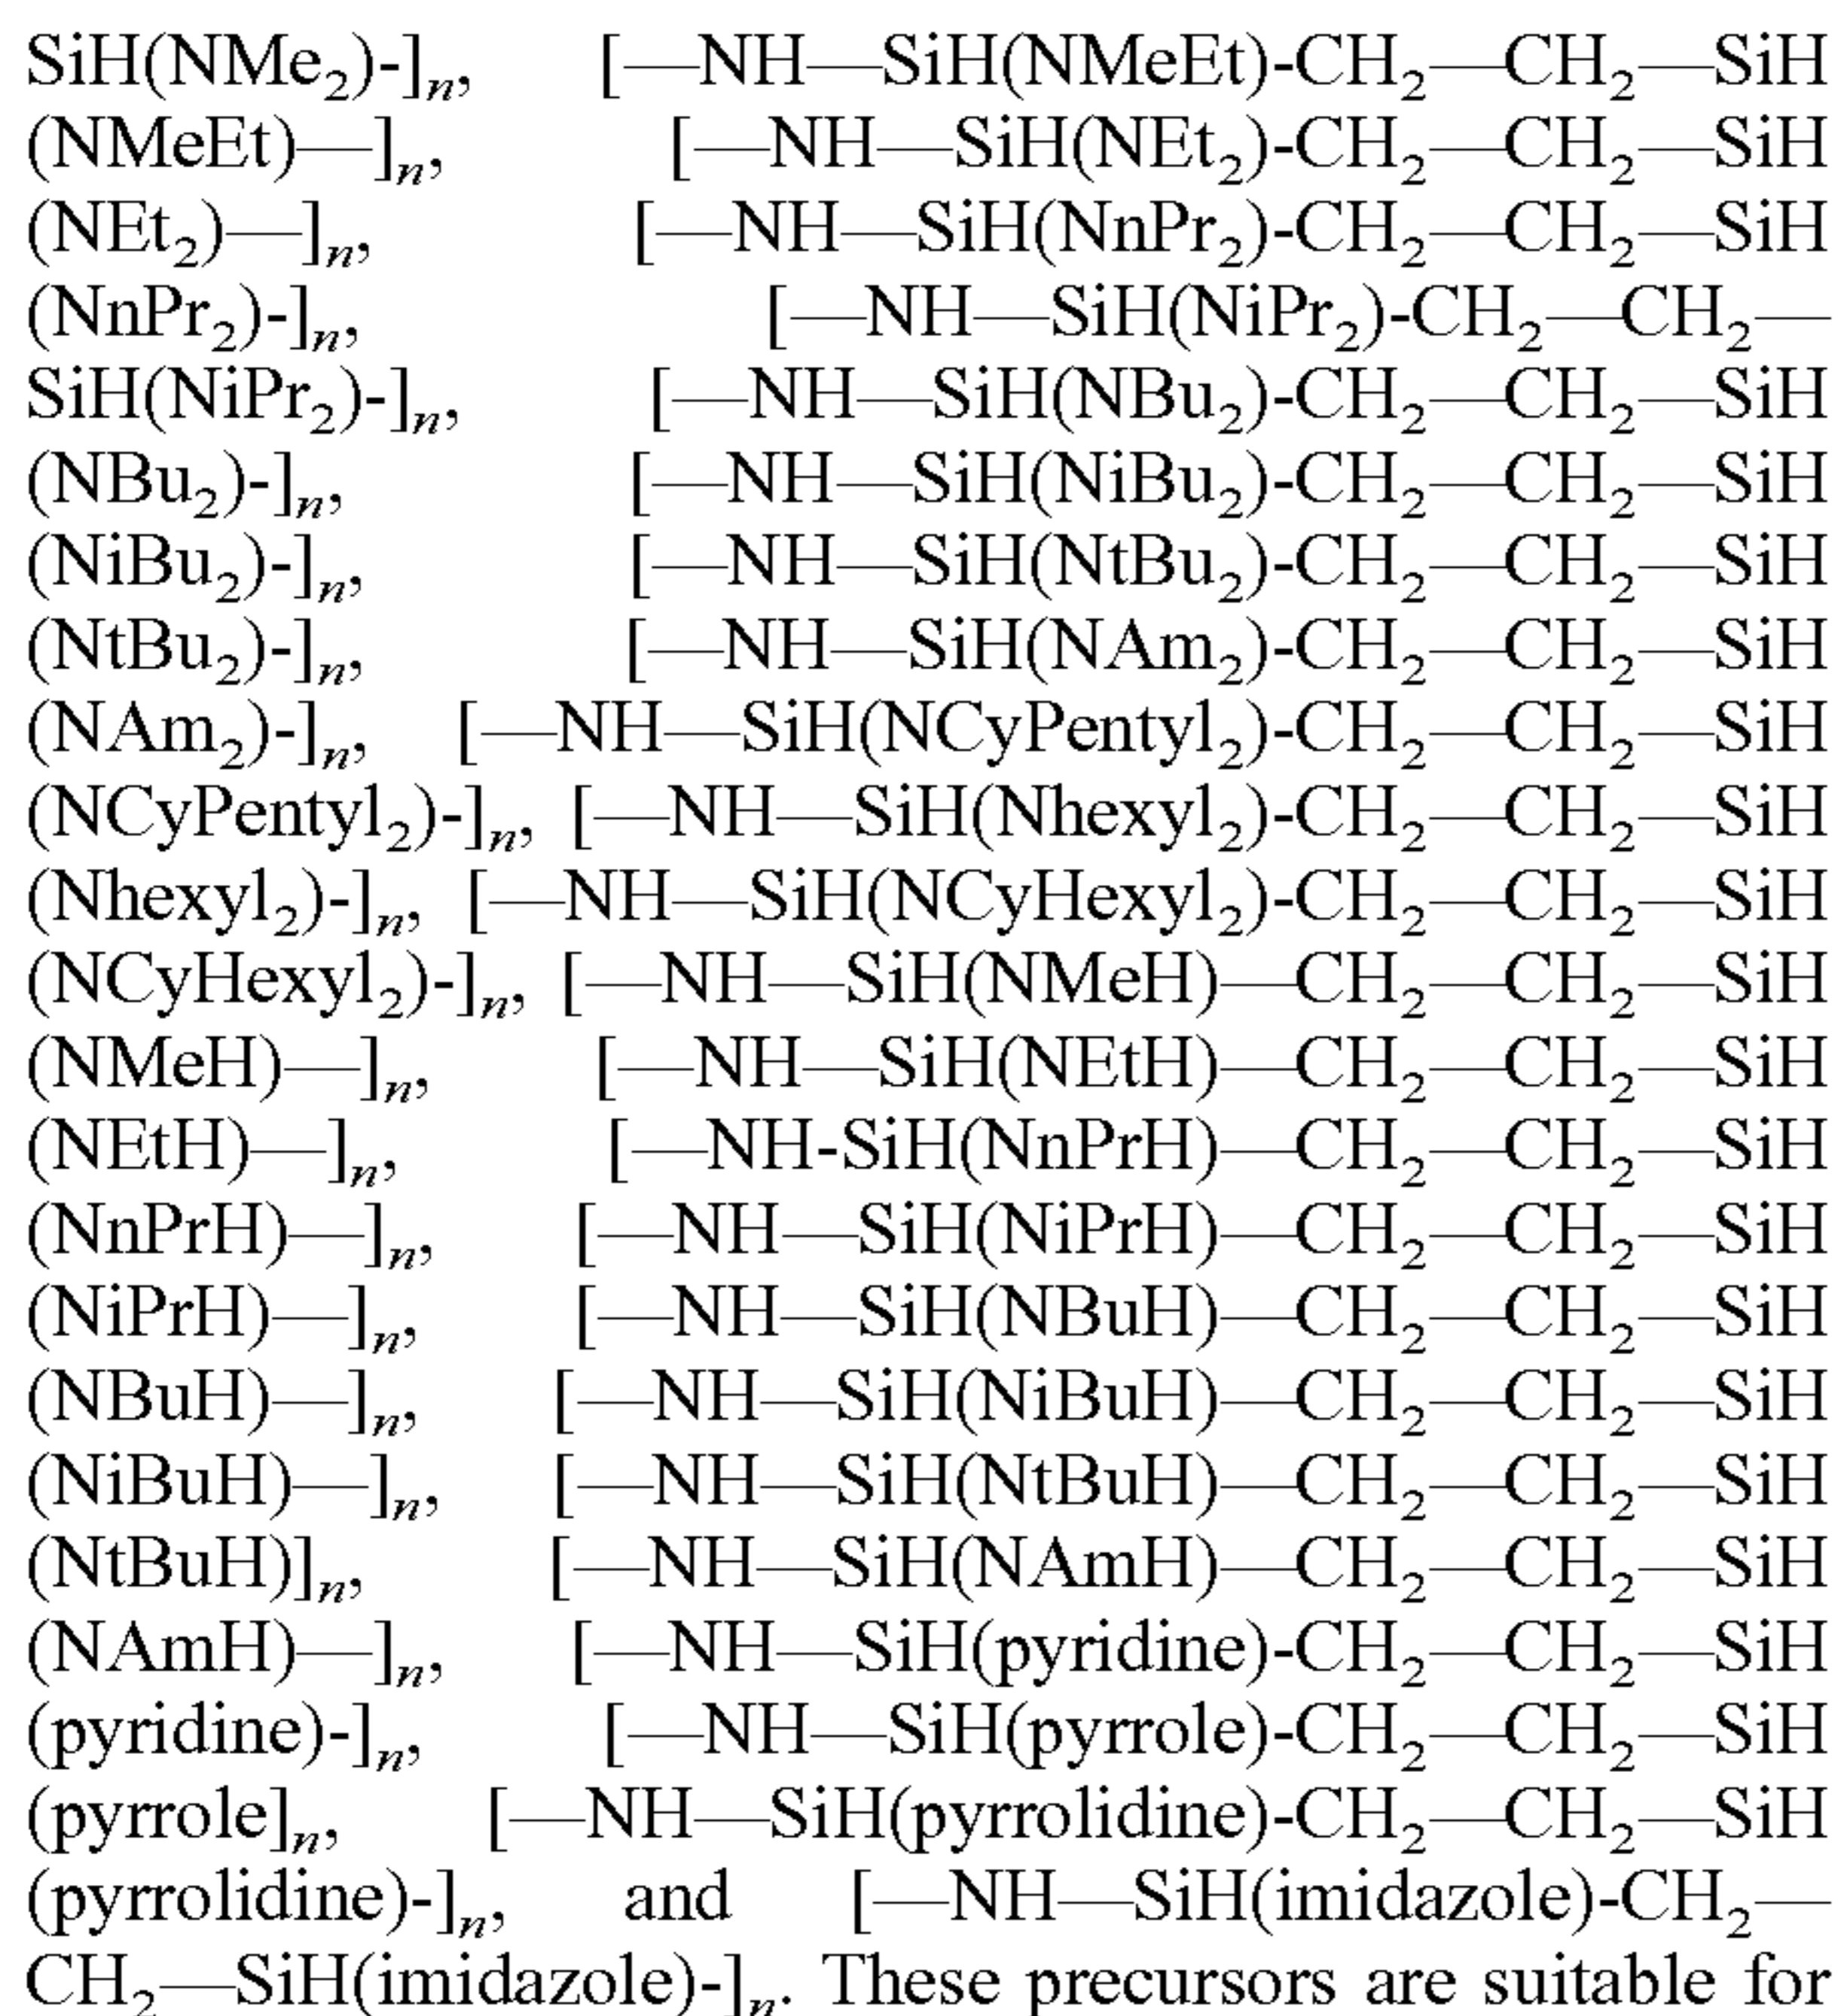 SiH(NMe₂)-]ₙ, [—NH—SiH(NMeEt)-CH₂—CH₂—SiH
(NMeEt)—]ₙ, [—NH—SiH(NEt₂)-CH₂—CH₂—SiH
(NEt₂)—]ₙ, [—NH—SiH(NnPr₂)-CH₂—CH₂—SiH
(NnPr₂)-]ₙ, [—NH—SiH(NiPr₂)-CH₂—CH₂—
SiH(NiPr₂)-]ₙ, [—NH—SiH(NBu₂)-CH₂—CH₂—SiH
(NBu₂)-]ₙ, [—NH—SiH(NiBu₂)-CH₂—CH₂—SiH
(NiBu₂)-]ₙ, [—NH—SiH(NtBu₂)-CH₂—CH₂—SiH
(NtBu₂)-]ₙ, [—NH—SiH(NAm₂)-CH₂—CH₂—SiH
(NAm₂)-]ₙ, [—NH—SiH(NCyPentyl₂)-CH₂—CH₂—SiH
(NCyPentyl₂)-]ₙ, [—NH—SiH(Nhexyl₂)-CH₂—CH₂—SiH
(Nhexyl₂)-]ₙ, [—NH—SiH(NCyHexyl₂)-CH₂—CH₂—SiH
(NCyHexyl₂)-]ₙ, [—NH—SiH(NMeH)—CH₂—CH₂—SiH
(NMeH)—]ₙ, [—NH—SiH(NEtH)—CH₂—CH₂—SiH
(NEtH)—]ₙ, [—NH-SiH(NnPrH)—CH₂—CH₂—SiH
(NnPrH)—]ₙ, [—NH—SiH(NiPrH)—CH₂—CH₂—SiH
(NiPrH)—]ₙ, [—NH—SiH(NBuH)—CH₂—CH₂—SiH
(NBuH)—]ₙ, [—NH—SiH(NiBuH)—CH₂—CH₂—SiH
(NiBuH)—]ₙ, [—NH—SiH(NtBuH)—CH₂—CH₂—SiH
(NtBuH)]ₙ, [—NH—SiH(NAmH)—CH₂—CH₂—SiH
(NAmH)—]ₙ, [—NH—SiH(pyridine)-CH₂—CH₂—SiH
(pyridine)-]ₙ, [—NH—SiH(pyrrole)-CH₂—CH₂—SiH
(pyrrole]ₙ, [—NH—SiH(pyrrolidine)-CH₂—CH₂—SiH
(pyrrolidine)-]ₙ, and [—NH—SiH(imidazole)-CH₂—
CH₂—SiH(imidazole)-]ₙ. These precursors are suitable for